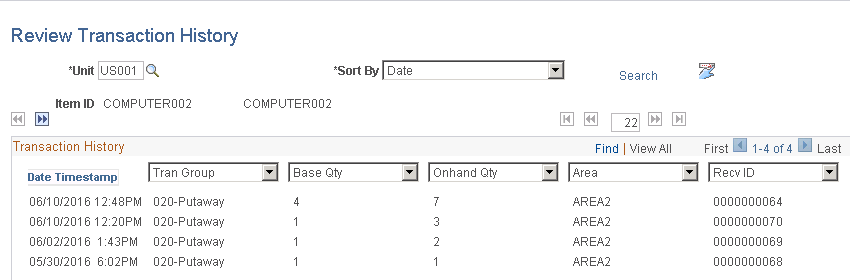 Review Transaction History
*Unit US001 *Sort By Date Search
Item ID COMPUTER002 COMPUTER002
22
Transaction History Find | View All First 1-4 of 4 Last
Date Timestamp Tran Group Base Qty Onhand Qty Area Recv ID
06/10/2016 12:48PM 020-Putaway 4 7 AREA2 0000000064
06/10/2016 12:20PM 020-Putaway 1 3 AREA2 0000000070
06/02/2016 1:43PM 020-Putaway 1 2 AREA2 0000000069
05/30/2016 6:02PM 020-Putaway 1 1 AREA2 0000000068